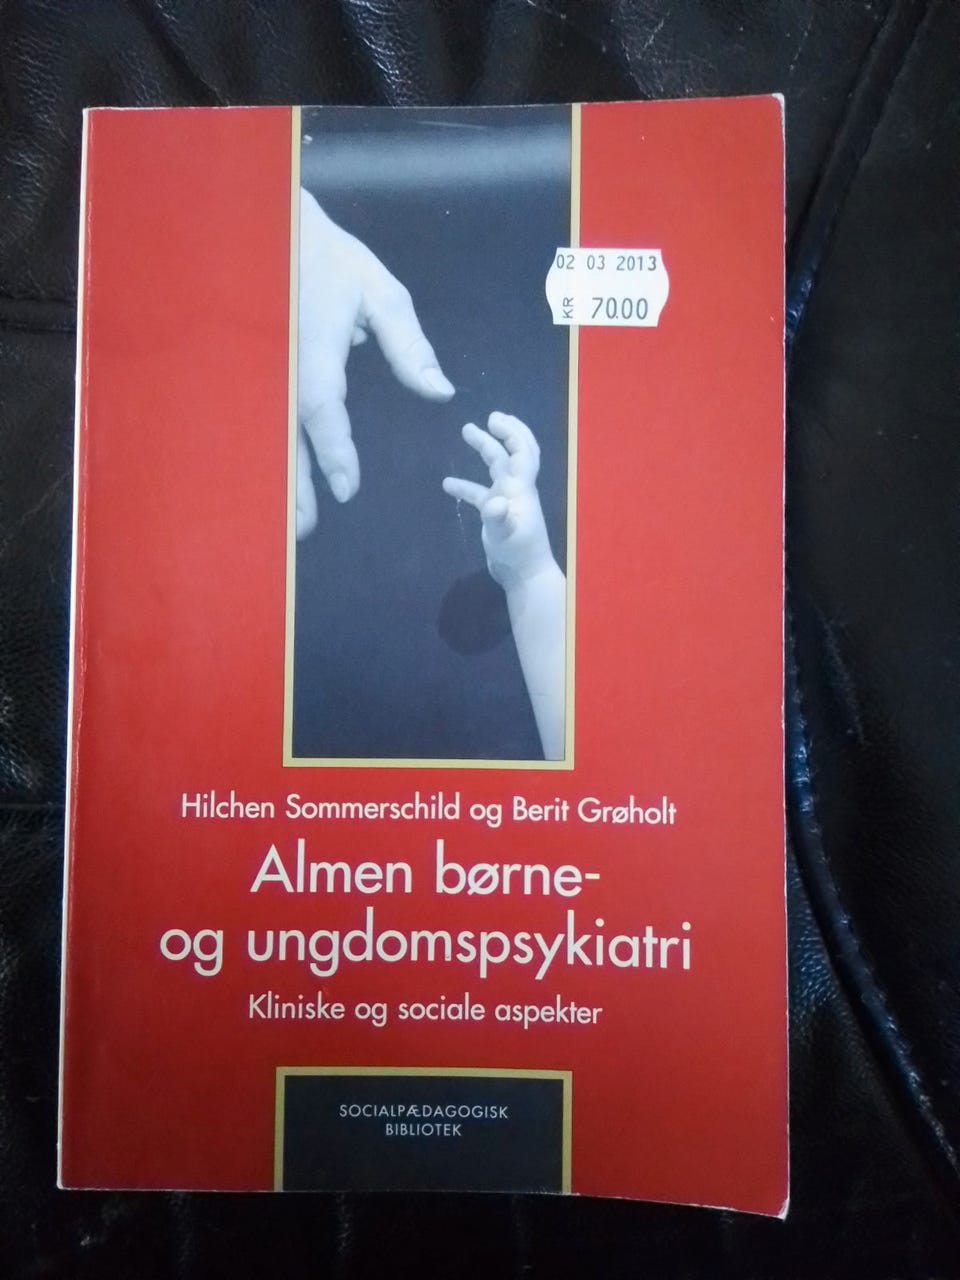 02 03 2013
KR 70.00
Hilchen Sommerschild og Berit Grøholt
Almen børne-
og ungdomspsykiatri
Kliniske og sociale aspekter
SOCIALPÆDAGOGISK
BIBLIOTEK